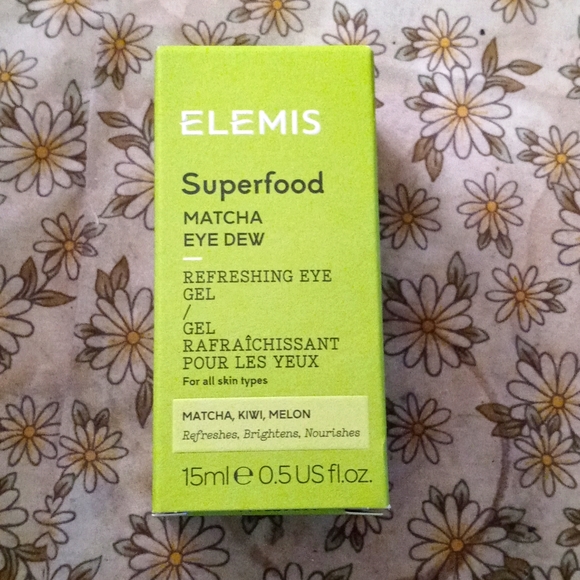 ELEMIS
Superfood
MATCHA
EYE DEW
REFRESHING EYE
GEL
/
GEL
RAFRAÎCHISSANT
POUR LES YEUX
For all skin types
MATCHA, KIWI, MELON
Refreshes, Brightens, Nourishes
15ml ℮ 0.5 US fl.oz.